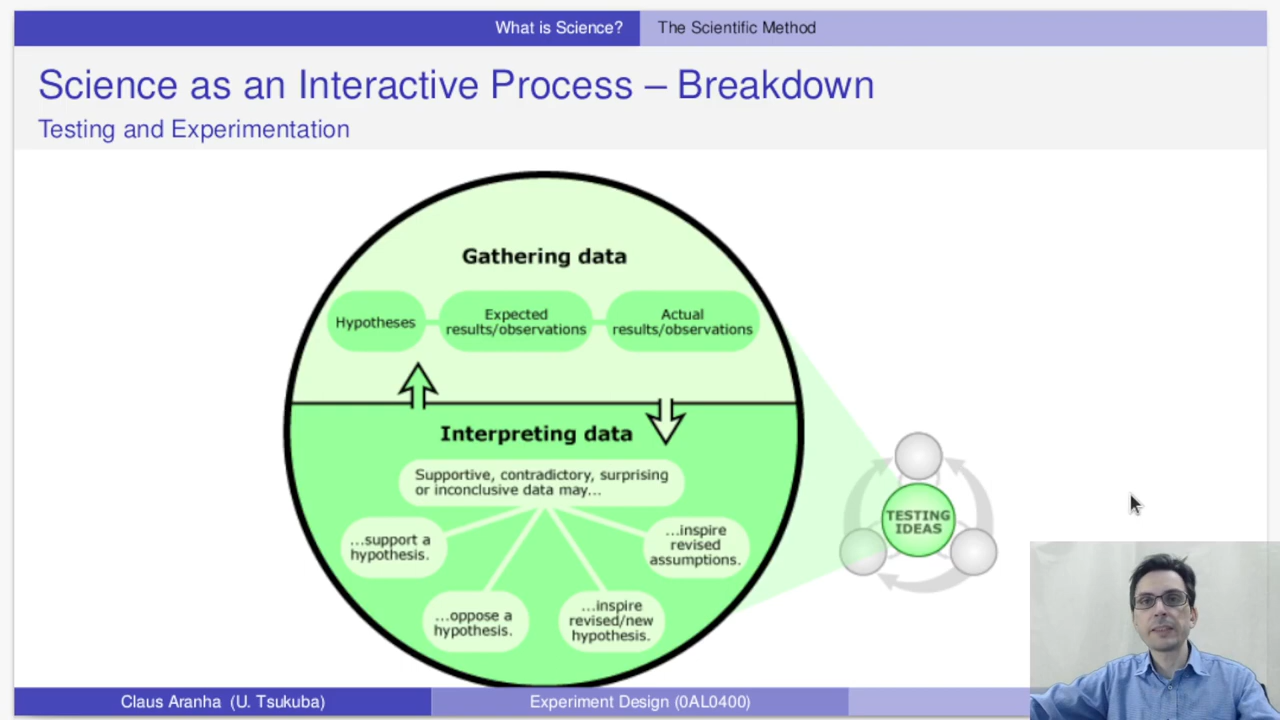 What is Science?
The Scientific Method
Science as an Interactive Process – Breakdown
Testing and Experimentation
Gathering data
Hypotheses
Expected
results/observations
Actual
results/observations
Interpreting data
Supportive, contradictory, surprising
or inconclusive data may...
...support a
hypothesis.
...oppose a
hypothesis.
...inspire
revised/new
hypothesis.
...inspire
revised
assumptions.
TESTING
IDEAS
Claus Aranha (U. Tsukuba)
Experiment Design (0AL0400)